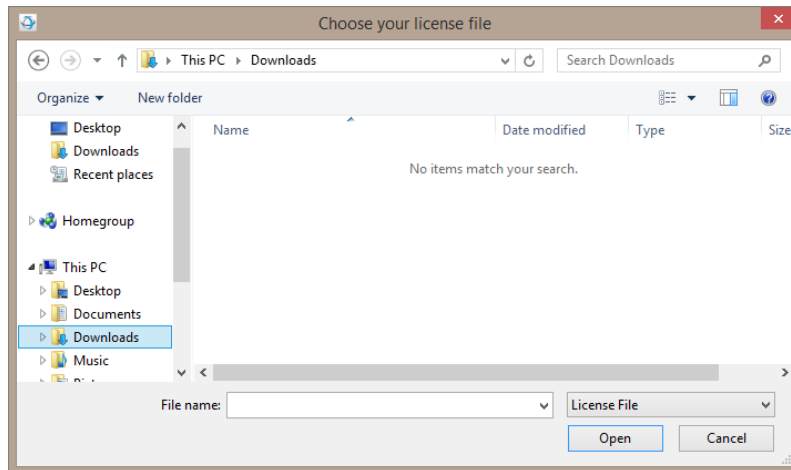 Choose your license file
This PC Downloads
Search Downloads
Organize New folder
Name Date modified Type Size
No items match your search.
Desktop
Downloads
Recent places
Homegroup
This PC
Desktop
Documents
Downloads
Music
File name:
License File
Open Cancel